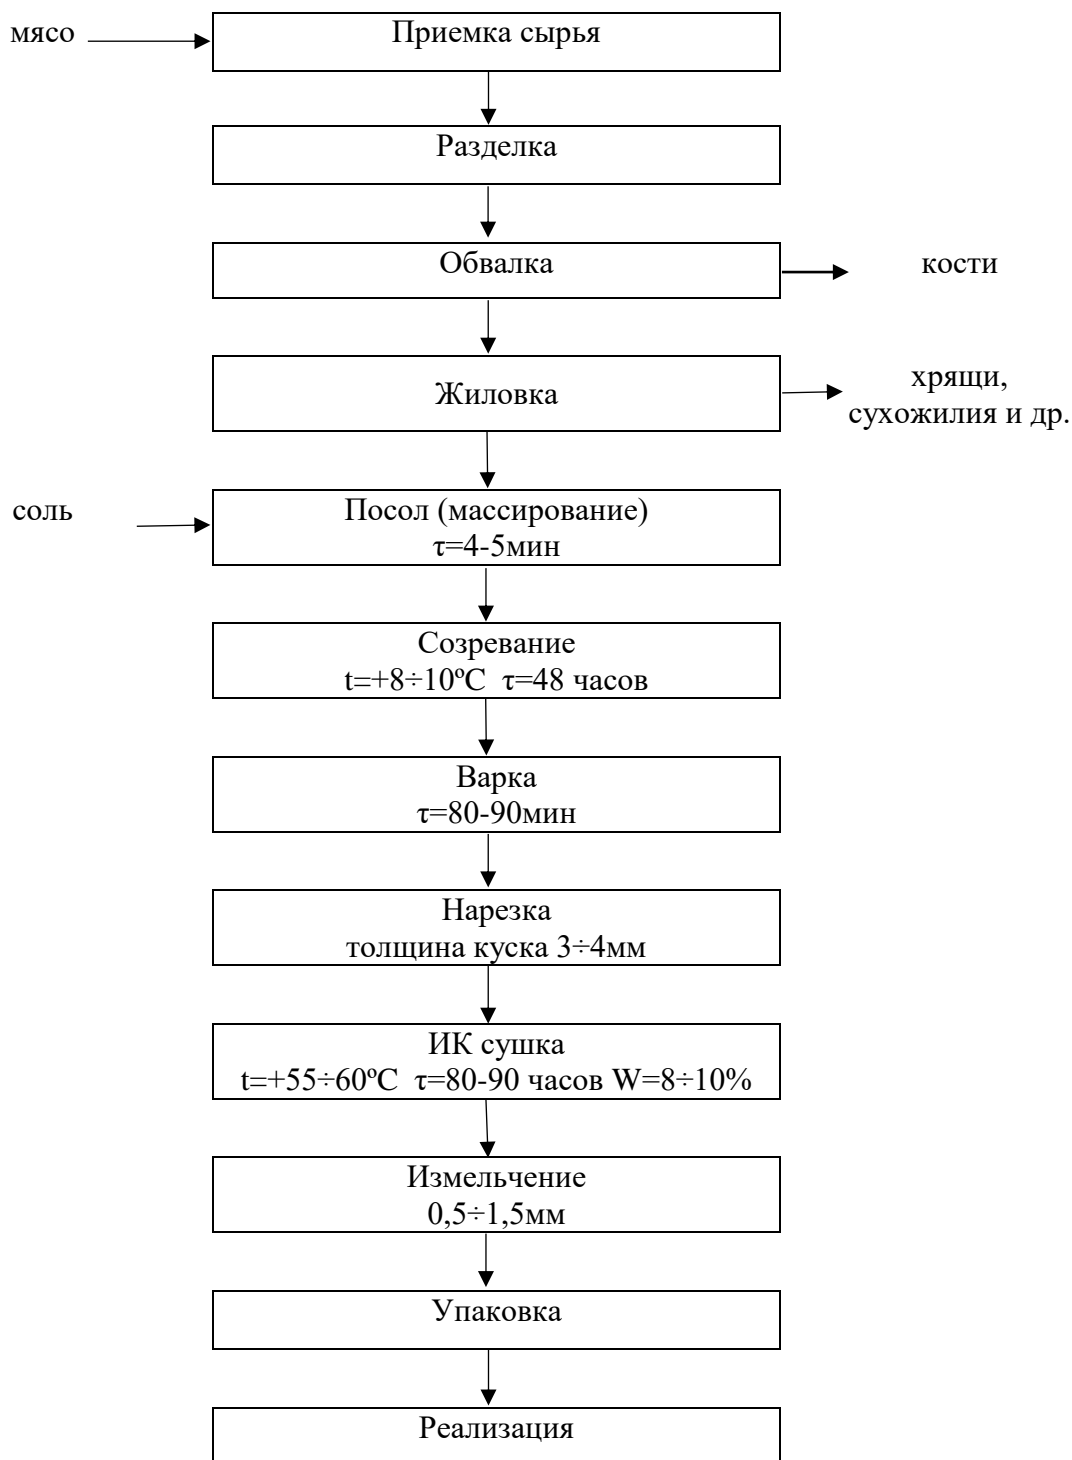 мясо
Приемка сырья
Разделка
Обвалка
кости
Жиловка
хрящи,
сухожилия и др.
соль
Посол (массирование)
τ=4-5мин
Созревание
t=+8÷10ºС τ=48 часов
Варка
τ=80-90мин
Нарезка
толщина куска 3÷4мм
ИК сушка
t=+55÷60ºС τ=80-90 часов W=8÷10%
Измельчение
0,5÷1,5мм
Упаковка
Реализация